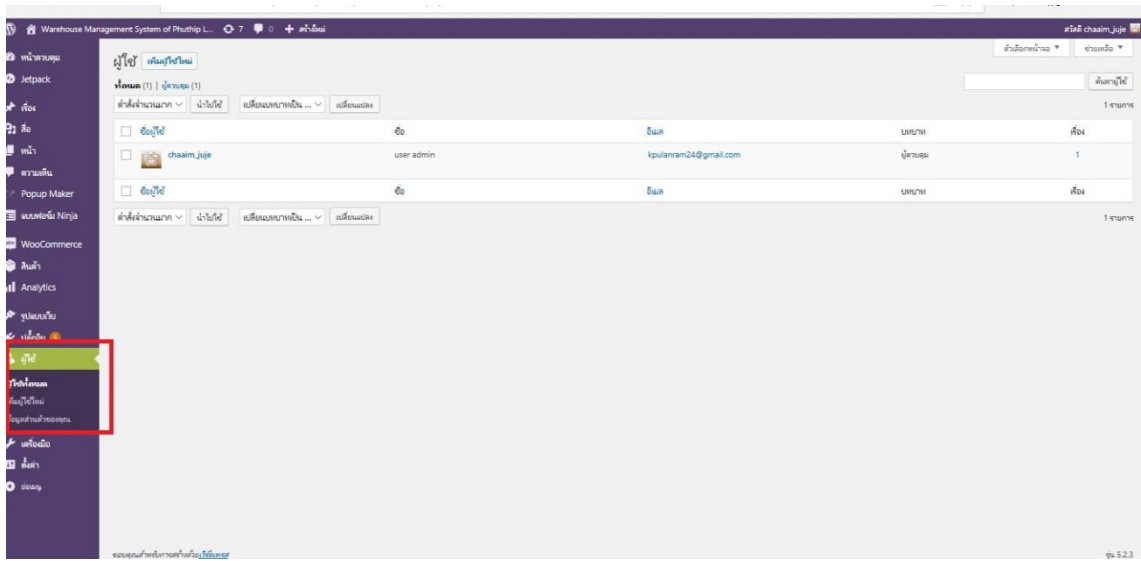 Warehouse Management System of Phuthip L... 7 0 + สร้างใหม่ สวัสดี chaaim_juje
หน้าควบคุม
Jetpack
เรื่อง
สื่อ
หน้า
ความเห็น
Popup Maker
แบบฟอร์ม Ninja
WooCommerce
สินค้า
Analytics
รูปแบบเว็บ
ปลั๊กอิน 5
ผู้ใช้
ผู้ใช้ทั้งหมด
เพิ่มผู้ใช้ใหม่
ข้อมูลส่วนตัวของคุณ
เครื่องมือ
ตั้งค่า
ย่อเมนู
ตัวเลือกหน้าจอ ช่วยเหลือ
ผู้ใช้ เพิ่มผู้ใช้ใหม่
ทั้งหมด (1) | ผู้ควบคุม (1)
ค้นหาผู้ใช้
คำสั่งจำนวนมาก นำไปใช้ เปลี่ยนบทบาทเป็น ... เปลี่ยนแปลง 1 รายการ
ชื่อผู้ใช้ ชื่อ อีเมล บทบาท เรื่อง
chaaim_juje user admin kpulanram24@gmail.com ผู้ควบคุม 1
ชื่อผู้ใช้ ชื่อ อีเมล บทบาท เรื่อง
คำสั่งจำนวนมาก นำไปใช้ เปลี่ยนบทบาทเป็น ... เปลี่ยนแปลง 1 รายการ
ขอบคุณสำหรับการสร้างด้วยเวิร์ดเพรส รุ่น 5.2.3